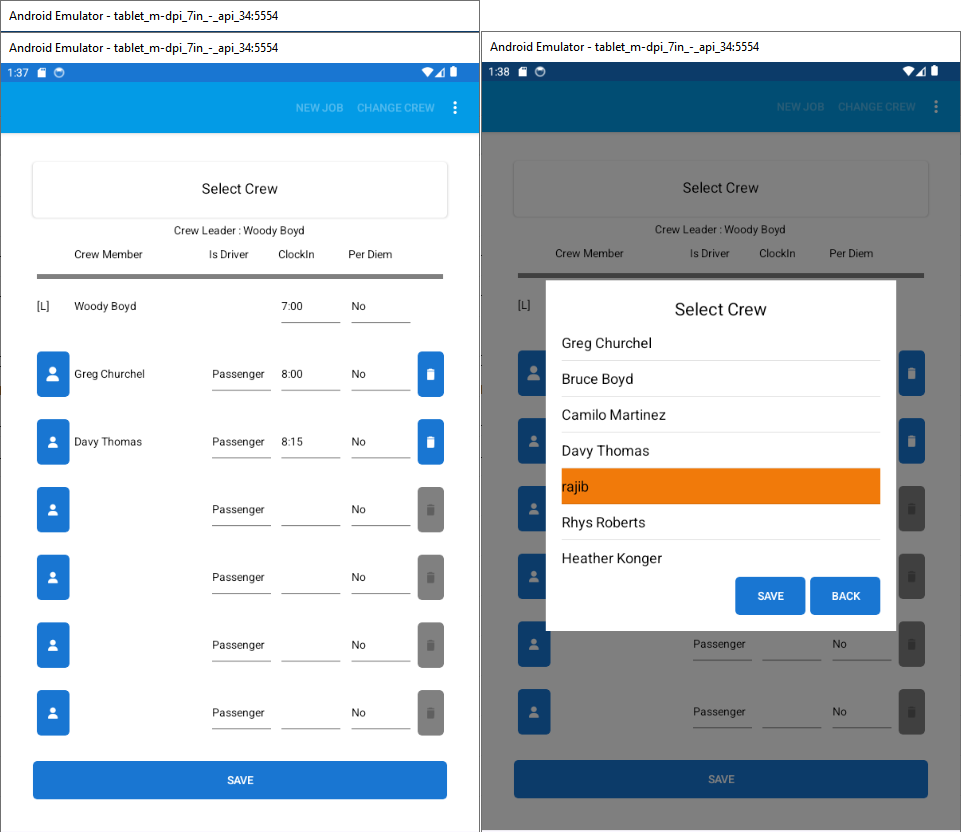 Android Emulator - tablet_m-dpi_7in_-_api_34:5554
Android Emulator - tablet_m-dpi_7in_-_api_34:5554
1:37
NEW JOB CHANGE CREW
Select Crew
Crew Leader : Woody Boyd
Crew Member Is Driver ClockIn Per Diem
[L] Woody Boyd 7:00 No
Greg Churchel Passenger 8:00 No
Davy Thomas Passenger 8:15 No
Passenger No
Passenger No
Passenger No
Passenger No
SAVE
Android Emulator - tablet_m-dpi_7in_-_api_34:5554
1:38
NEW JOB CHANGE CREW
Select Crew
Crew Leader : Woody Boyd
Crew Member Is Driver ClockIn Per Diem
[L]
Select Crew
Greg Churchel
Bruce Boyd
Camilo Martinez
Davy Thomas
rajib
Rhys Roberts
Heather Konger
SAVE BACK
Passenger No
Passenger No
SAVE